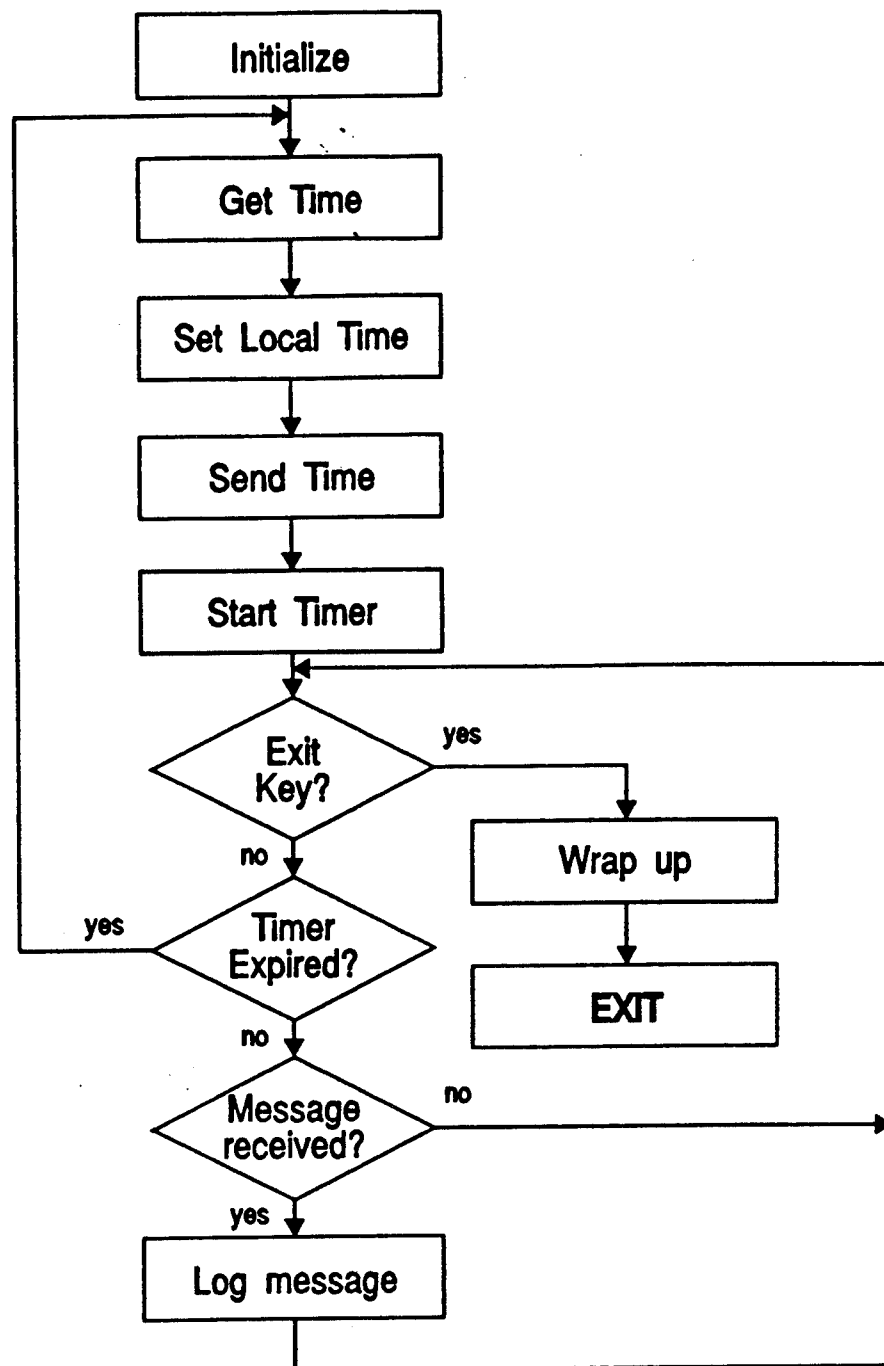 Initialize
Get Time
Set Local Time
Send Time
Start Timer
Exit
Key?
yes
no
Wrap up
EXIT
Timer
Expired?
yes
no
Message
received?
no
yes
Log message